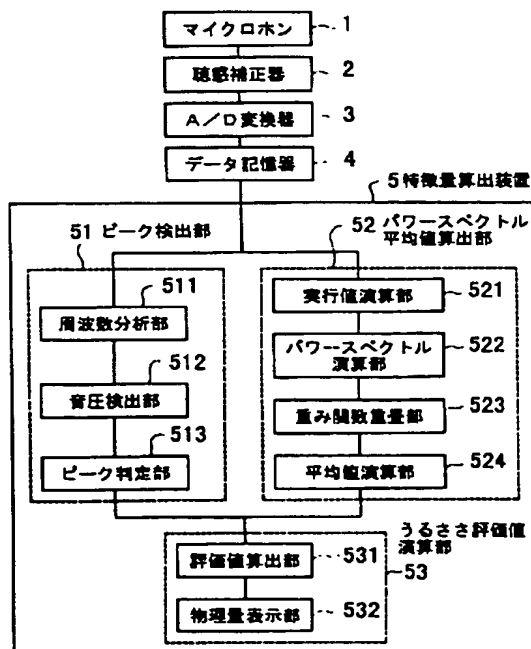 マイクロホン 1
聴感補正器 2
A/D変換器 3
データ記憶器 4
5特徴量算出装置
51 ピーク検出部
52 パワースペクトル
平均値算出部
511
周波数分析部
512
音圧検出部
513
ピーク判定部
実行値演算部 521
パワースペクトル
演算部
522
重み関数重畳部 523
平均値演算部 524
うるささ評価値
演算部
評価値算出部 531
53
物理量表示部 532